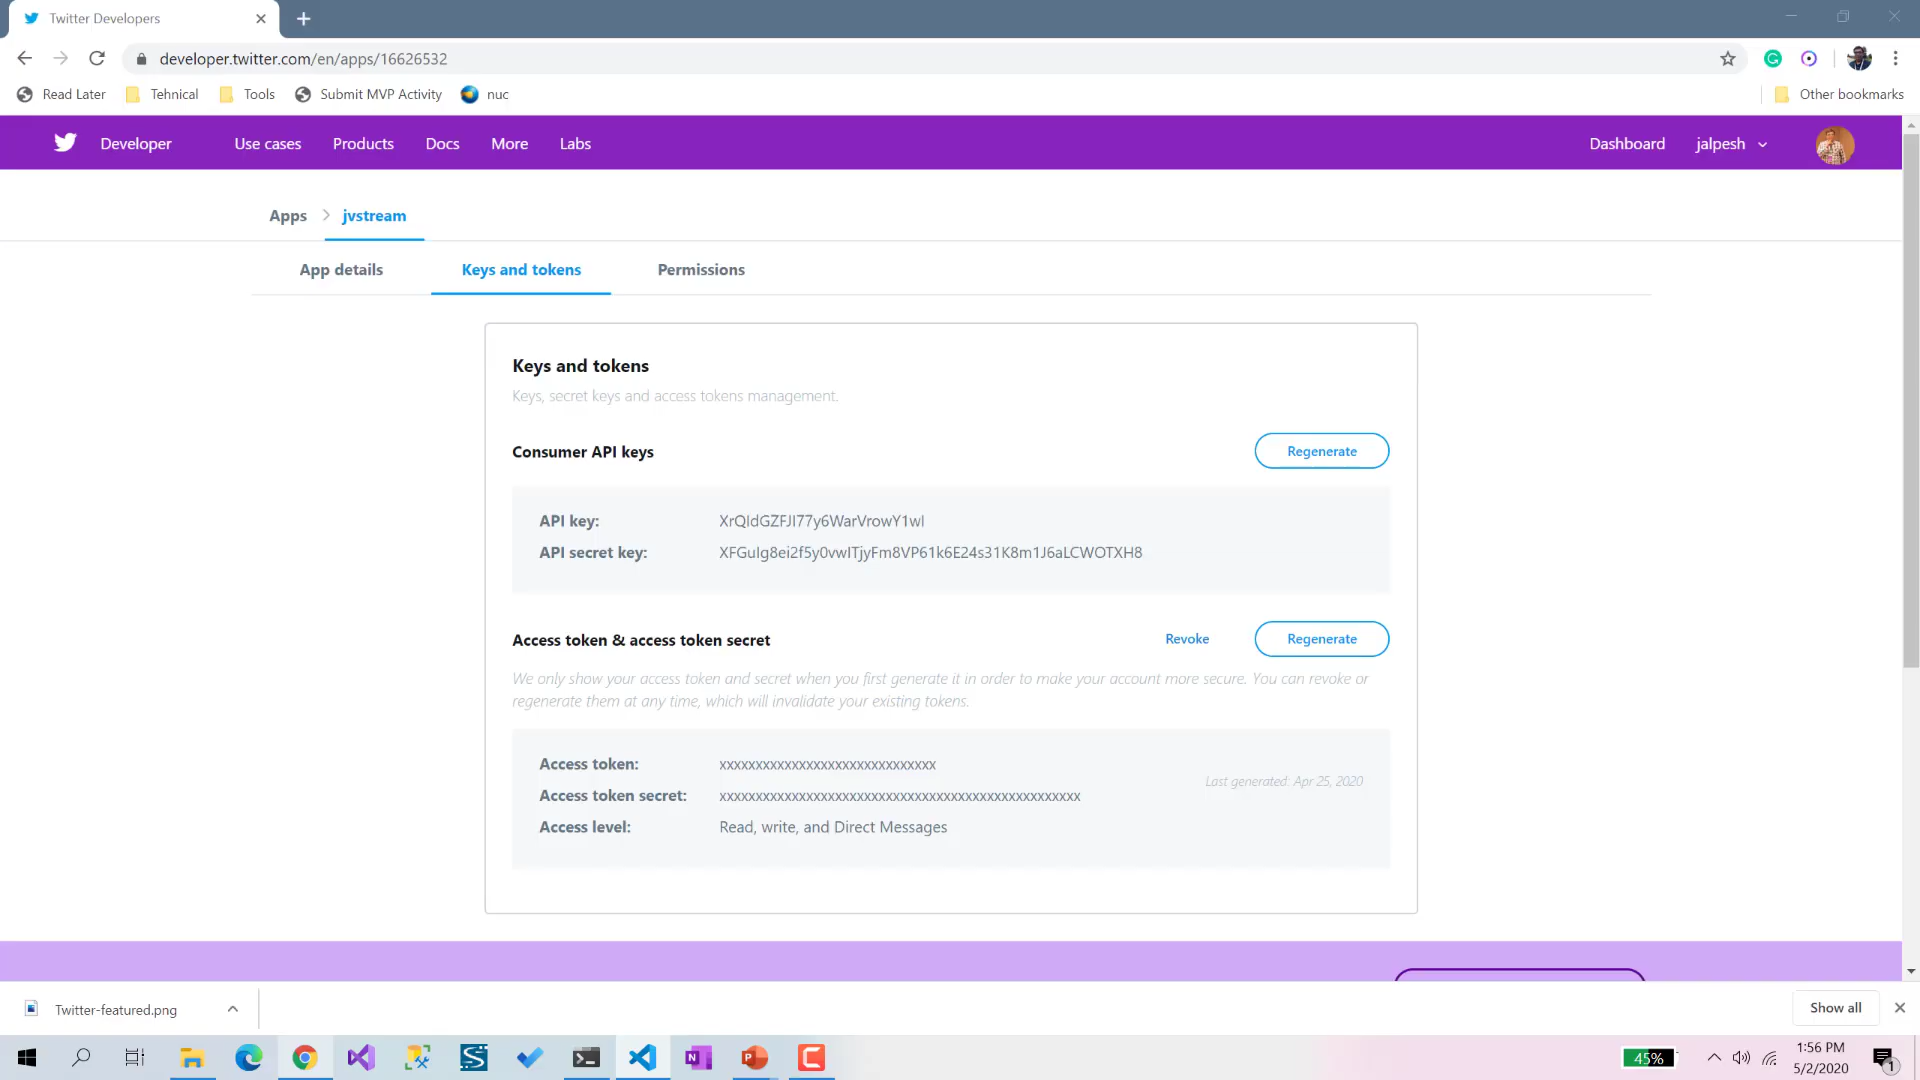 Twitter Developers
developer.twitter.com/en/apps/16626532
Read Later
Tehnical
Tools
Submit MVP Activity
nuc
Other bookmarks
Developer
Use cases
Products
Docs
More
Labs
Dashboard
jalpesh
Apps
jvstream
App details
Keys and tokens
Permissions
Keys and tokens
Keys, secret keys and access tokens management.
Consumer API keys
Regenerate
API key:
API secret key:
Access token & access token secret
Revoke
Regenerate
We only show your access token and secret when you first generate it in order to make your account more secure. You can revoke or
regenerate them at any time, which will invalidate your existing tokens.
Access token:
Access token secret:
Last generated: Apr 25, 2020
Access level: Read, write, and Direct Messages
Twitter-featured.png
Show all
45%
1:56 PM
5/2/2020
1